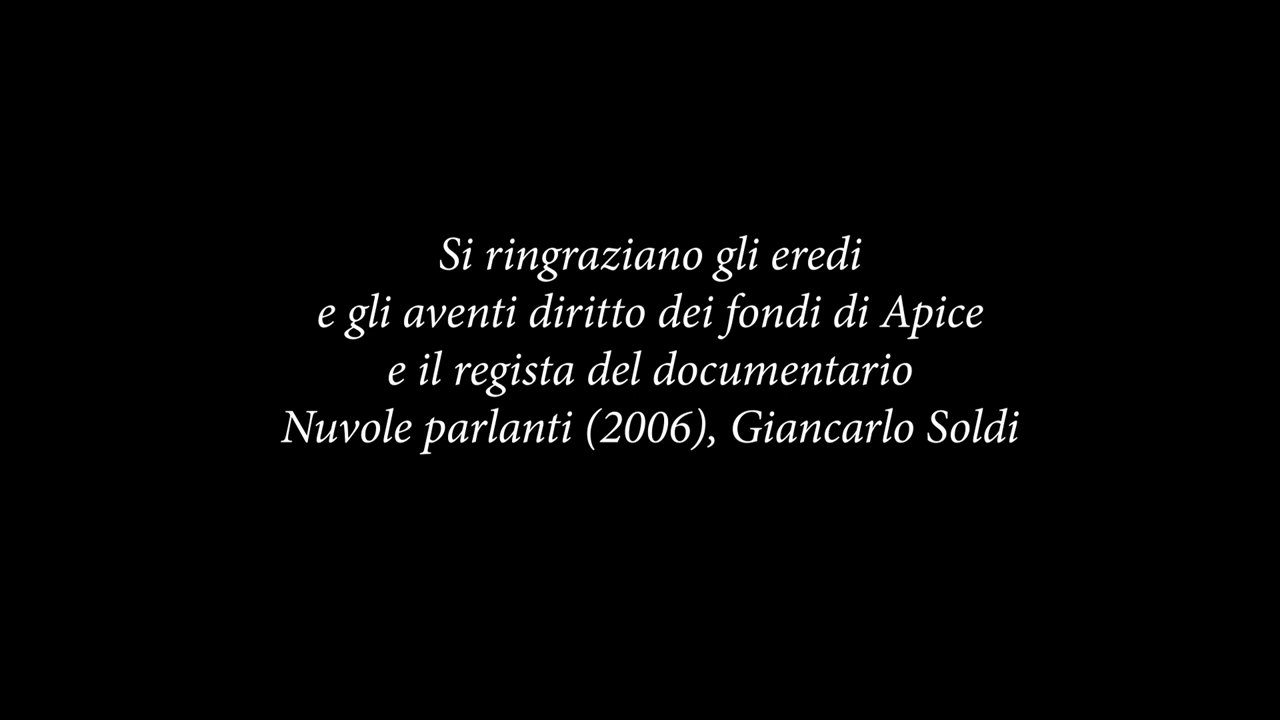 Si ringraziano gli eredi
e gli aventi diritto dei fondi di Apice
e il regista del documentario
Nuvole parlanti (2006), Giancarlo Soldi